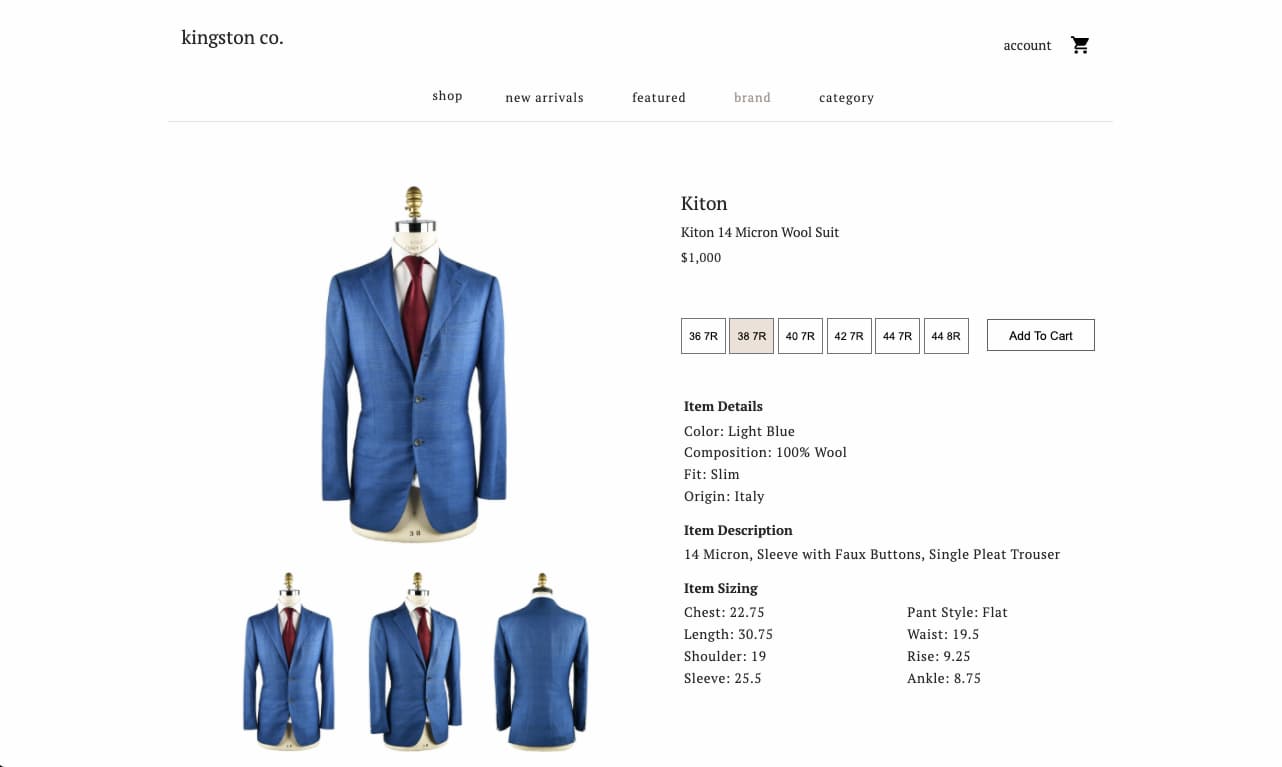 kingston co.
account
shop new arrivals featured brand category
Kiton
Kiton 14 Micron Wool Suit
$1,000
36 7R 38 7R 40 7R 42 7R 44 7R 44 8R Add To Cart
Item Details
Color: Light Blue
Composition: 100% Wool
Fit: Slim
Origin: Italy
Item Description
14 Micron, Sleeve with Faux Buttons, Single Pleat Trouser
Item Sizing
Chest: 22.75 Pant Style: Flat
Length: 30.75 Waist: 19.5
Shoulder: 19 Rise: 9.25
Sleeve: 25.5 Ankle: 8.75
38